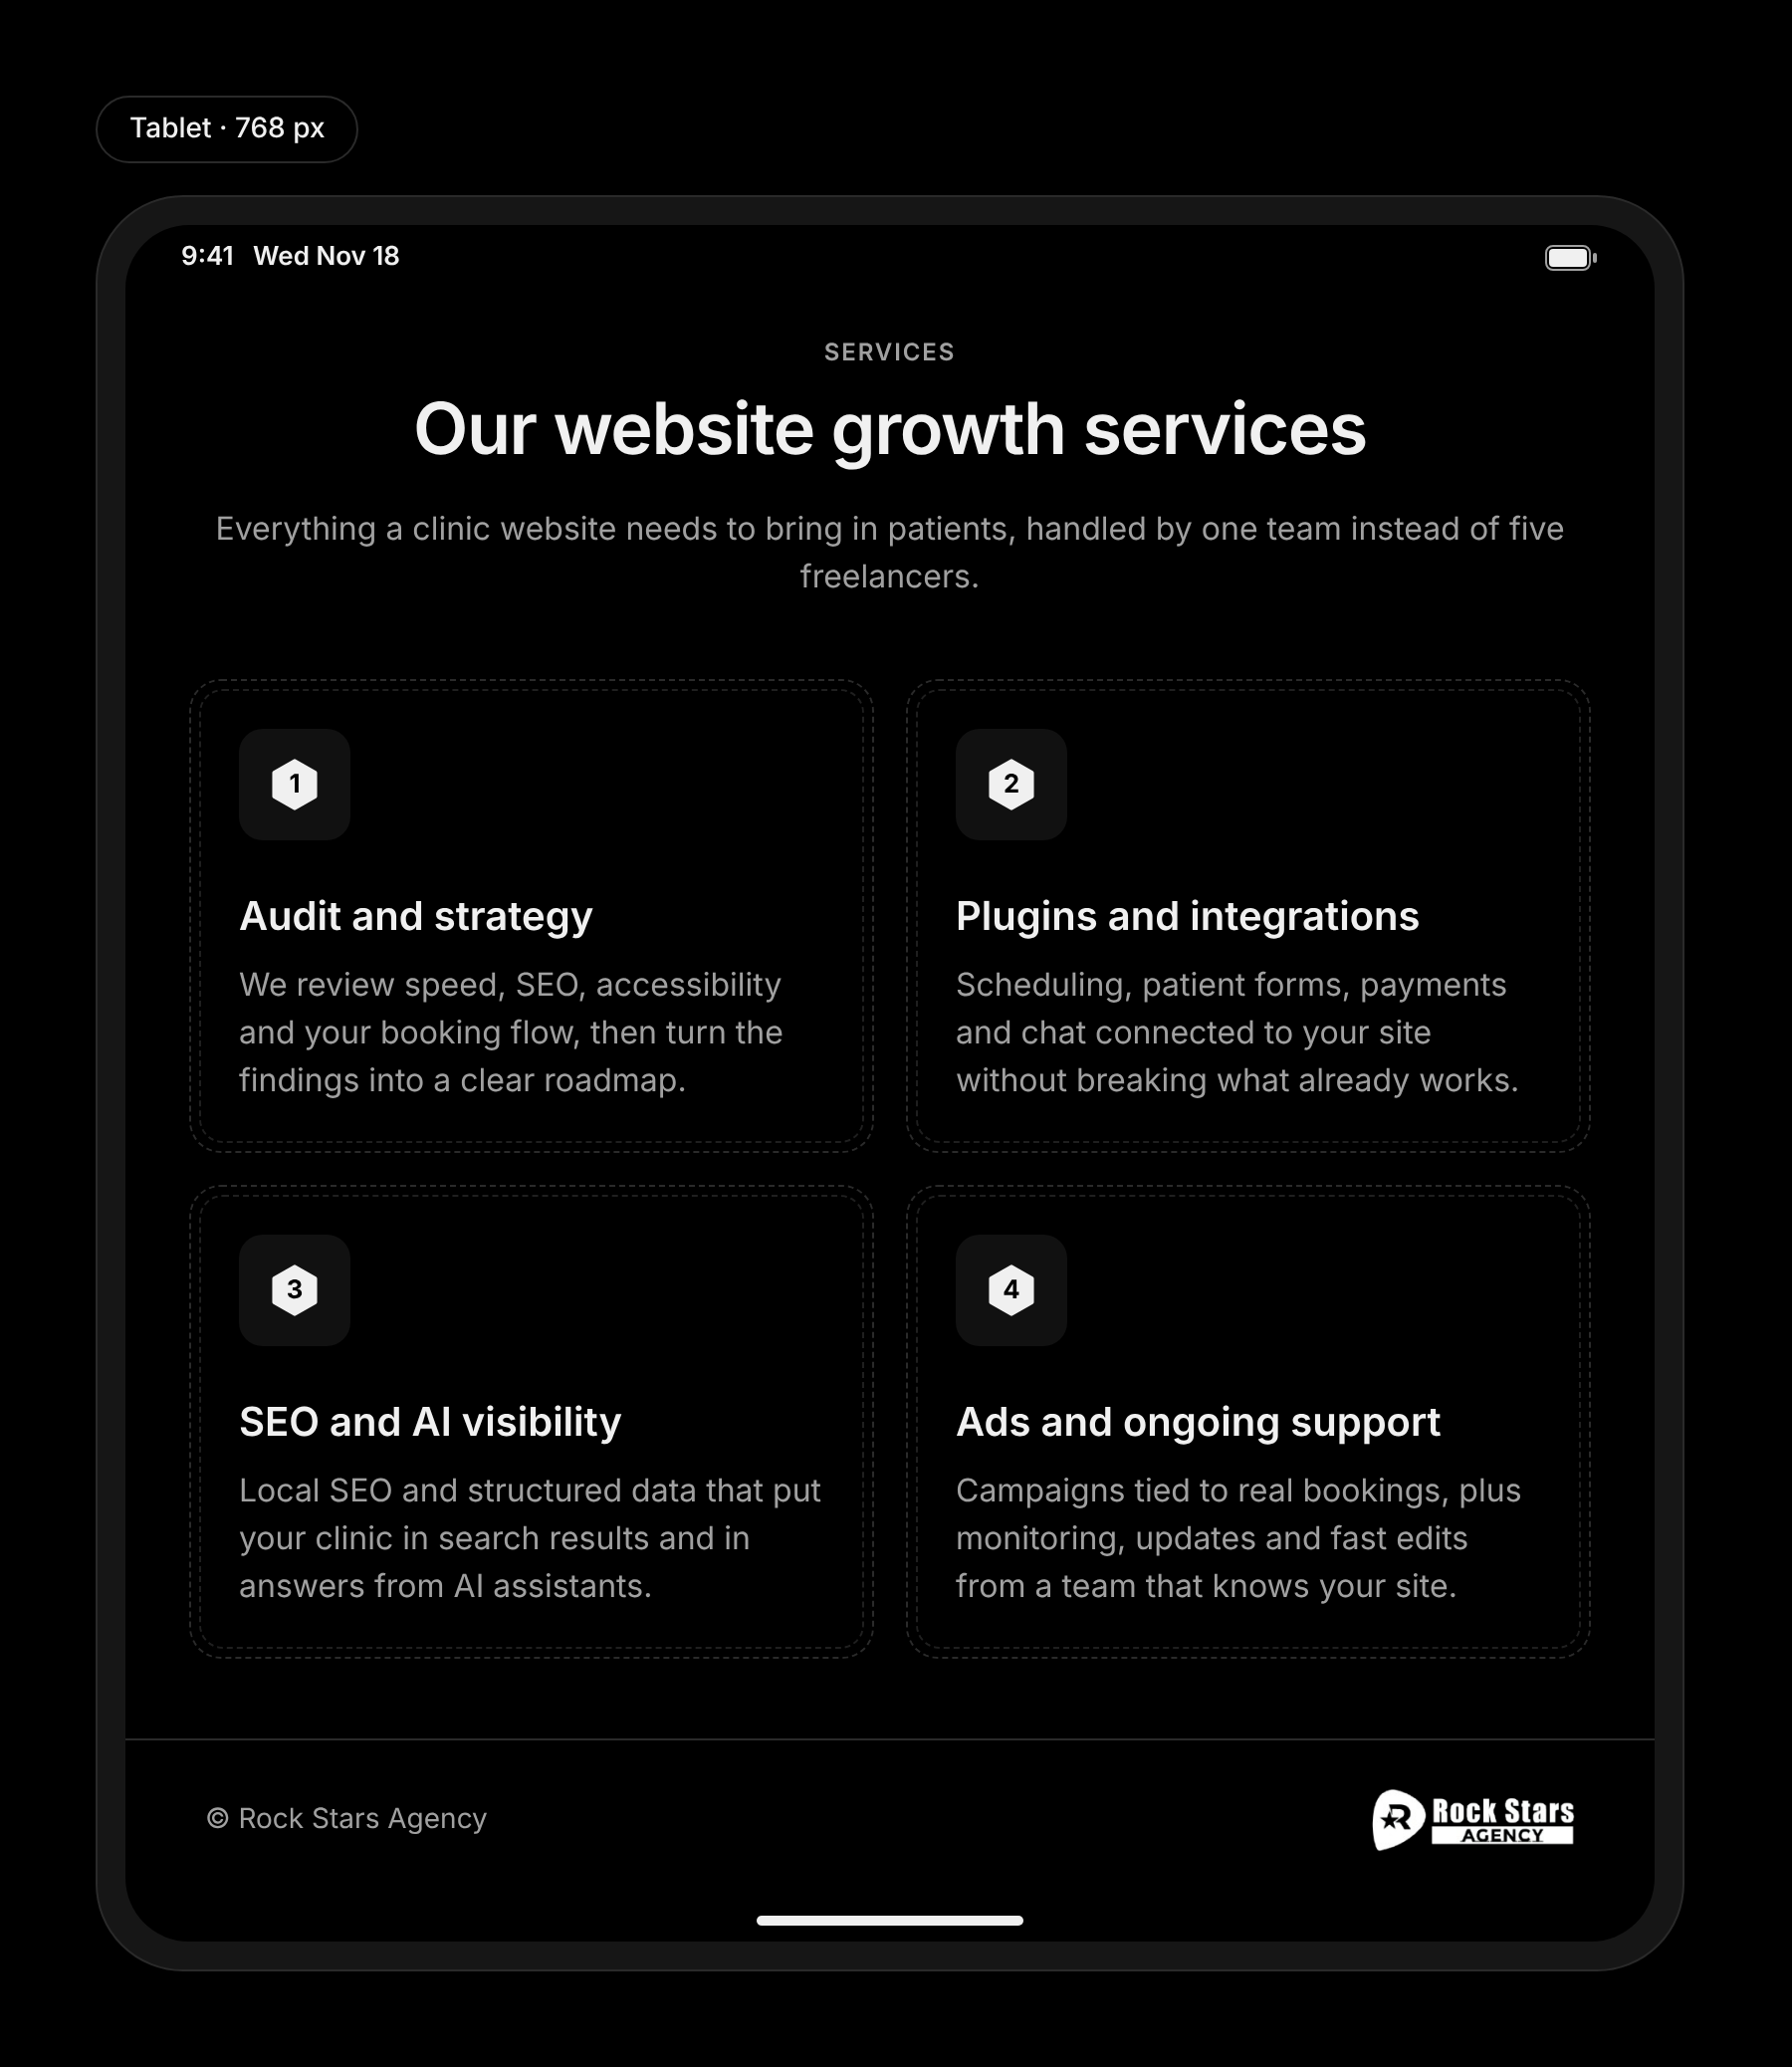 Tablet · 768 px
9:41 Wed Nov 18
SERVICES
Our website growth services
Everything a clinic website needs to bring in patients, handled by one team instead of five
freelancers.
1
Audit and strategy
We review speed, SEO, accessibility
and your booking flow, then turn the
findings into a clear roadmap.
2
Plugins and integrations
Scheduling, patient forms, payments
and chat connected to your site
without breaking what already works.
3
SEO and AI visibility
Local SEO and structured data that put
your clinic in search results and in
answers from AI assistants.
4
Ads and ongoing support
Campaigns tied to real bookings, plus
monitoring, updates and fast edits
from a team that knows your site.
© Rock Stars Agency
R
Rock Stars
AGENCY